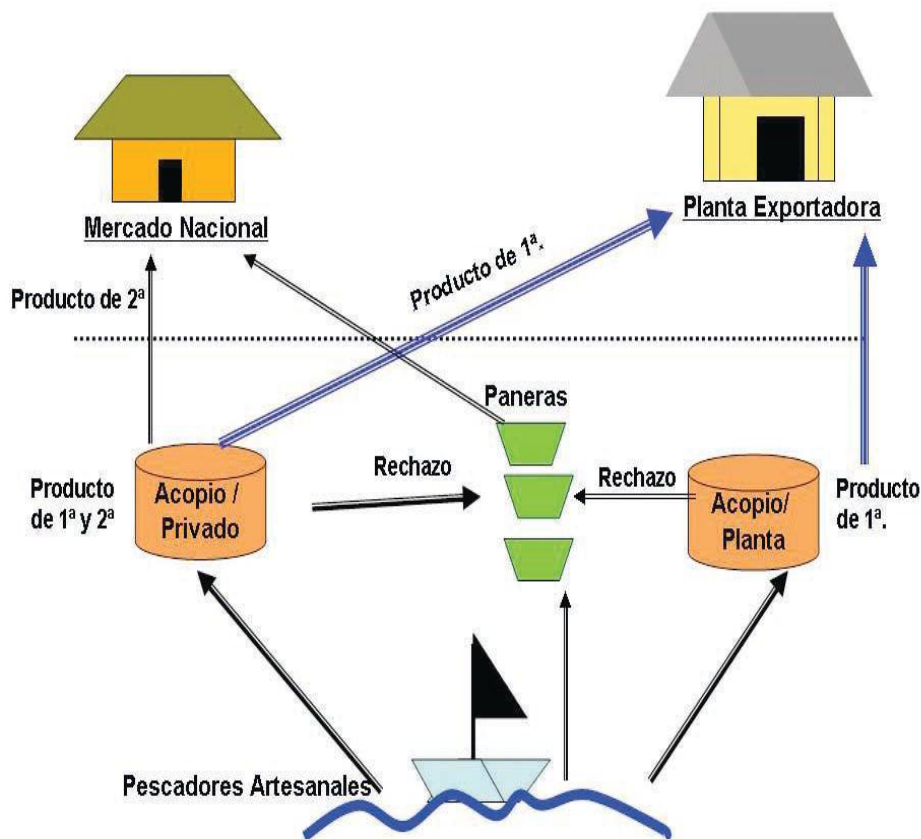 Mercado Nacional
Planta Exportadora
Producto de 1ª.
Producto de 2ª
Paneras
Rechazo
Rechazo
Producto
de 1ª y 2ª
Acopio /
Privado
Acopio/
Planta
Producto
de 1ª.
Pescadores Artesanales